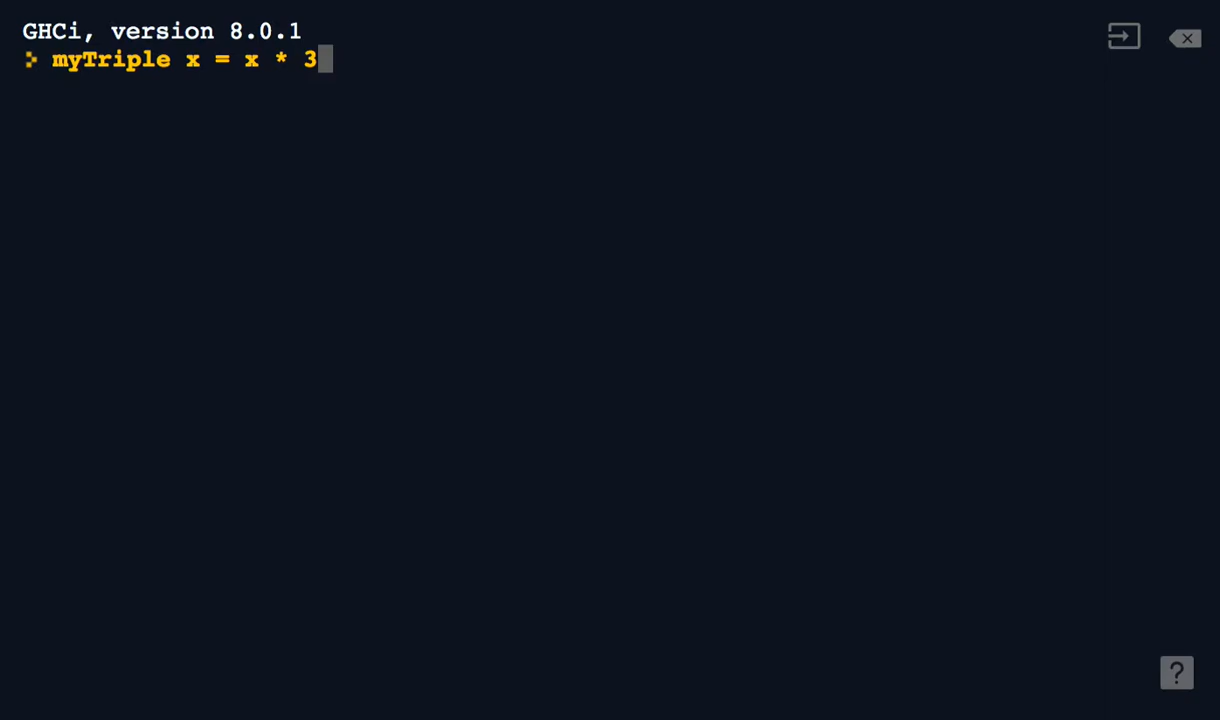 GHCi, version 8.0.1
myTriple x = x * 3
?